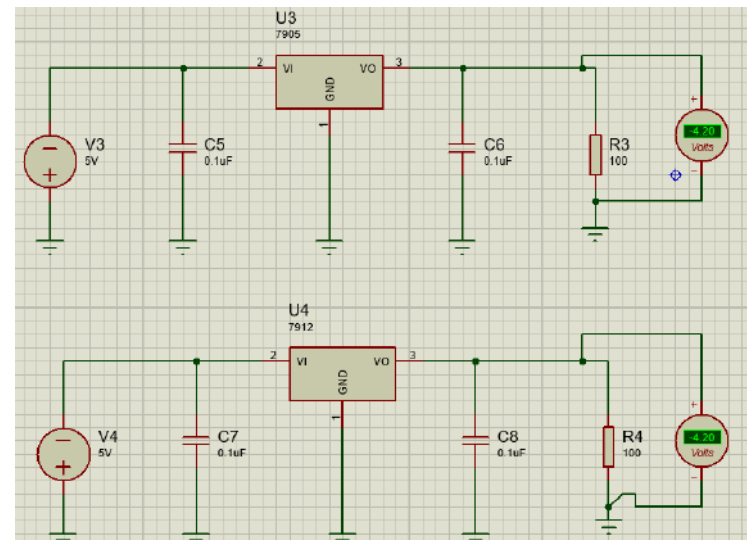 U3
7905
2 VI VO 3
GND
1
V3
5V
C5
0.1uF
C6
0.1uF
R3
100
+
-4.20
Volts
U4
7912
2 VI VO 3
GND
1
V4
5V
C7
0.1uF
C8
0.1uF
R4
100
+
-4.20
Volts